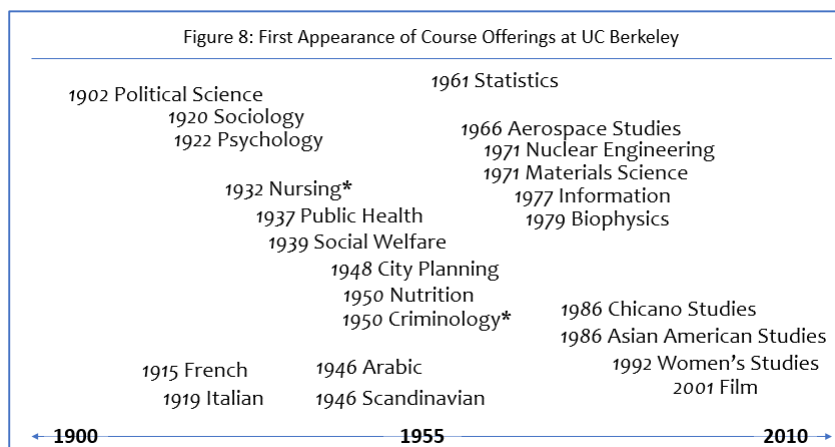 Figure 8: First Appearance of Course Offerings at UC Berkeley
1961 Statistics
1902 Political Science
1920 Sociology
1922 Psychology
1966 Aerospace Studies
1971 Nuclear Engineering
1971 Materials Science
1932 Nursing*
1977 Information
1937 Public Health
1979 Biophysics
1939 Social Welfare
1948 City Planning
1950 Nutrition
1950 Criminology*
1986 Chicano Studies
1986 Asian American Studies
1915 French
1946 Arabic
1992 Women’s Studies
2001 Film
1919 Italian
1946 Scandinavian
1900
1955
2010